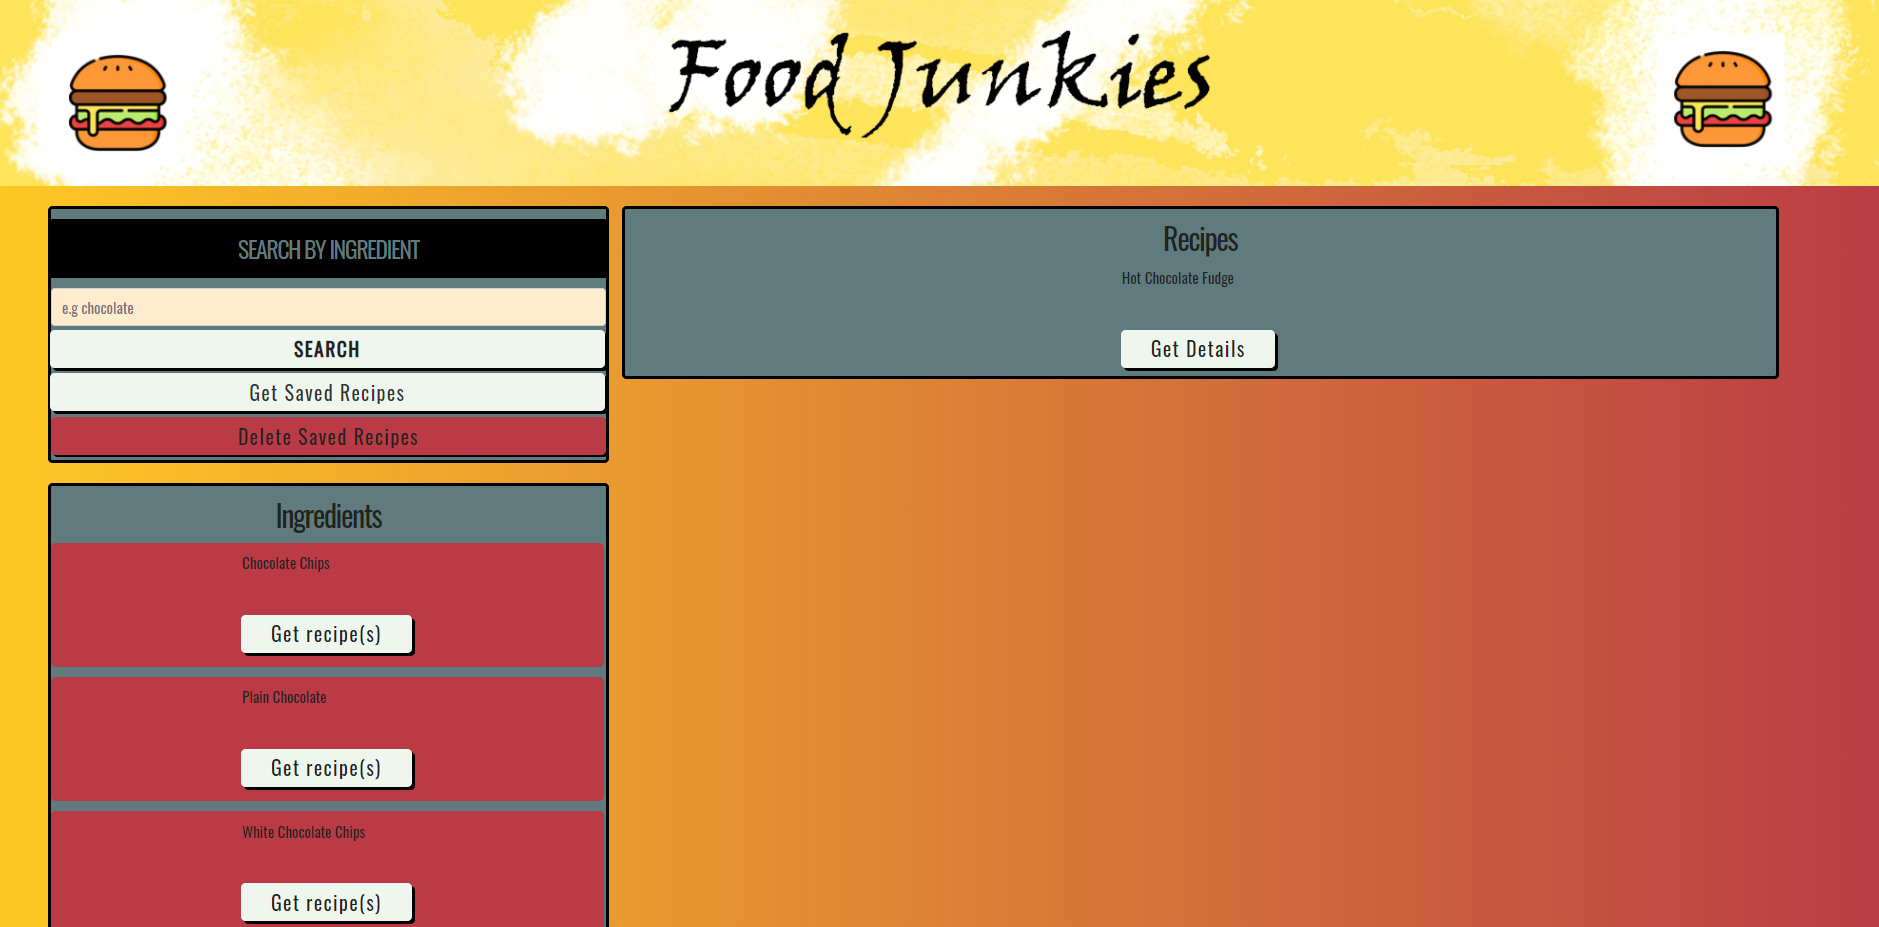 Food Junkies
SEARCH BY INGREDIENT
e.g chocolate
SEARCH
Get Saved Recipes
Delete Saved Recipes
Recipes
Hot Chocolate Fudge
Get Details
Ingredients
Chocolate Chips
Get recipe(s)
Plain Chocolate
Get recipe(s)
White Chocolate Chips
Get recipe(s)